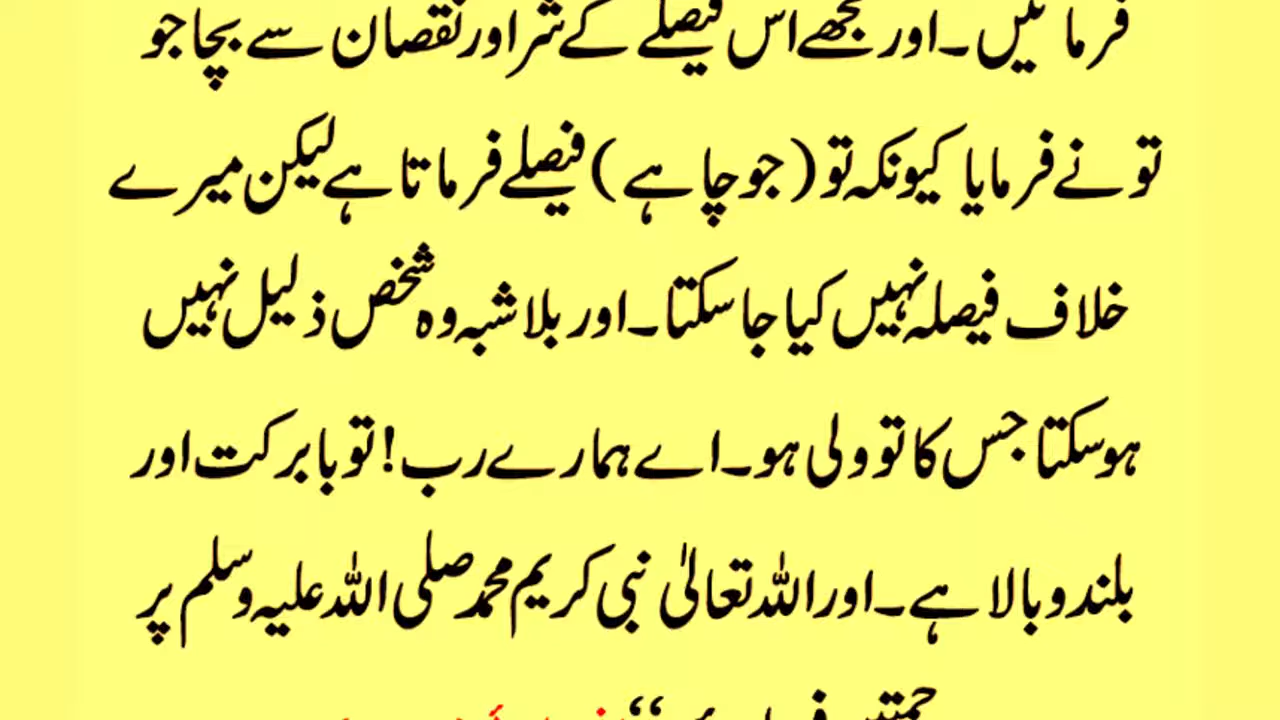 فرمائیں۔ اور مجھے اس فیصلے کے شر اور نقصان سے بچا جو
تو نے فرمایا کیونکہ تو (جو چاہے) فیصلے فرماتا ہے لیکن میرے
خلاف فیصلہ نہیں کیا جا سکتا۔ اور بلا شبہ وہ شخص ذلیل نہیں
ہو سکتا جس کا تو ولی ہو۔ اے ہمارے رب! تو بابرکت اور
بلند و بالا ہے۔ اور اللہ تعالیٰ نبی کریم محمد صلی اللہ علیہ وسلم پر